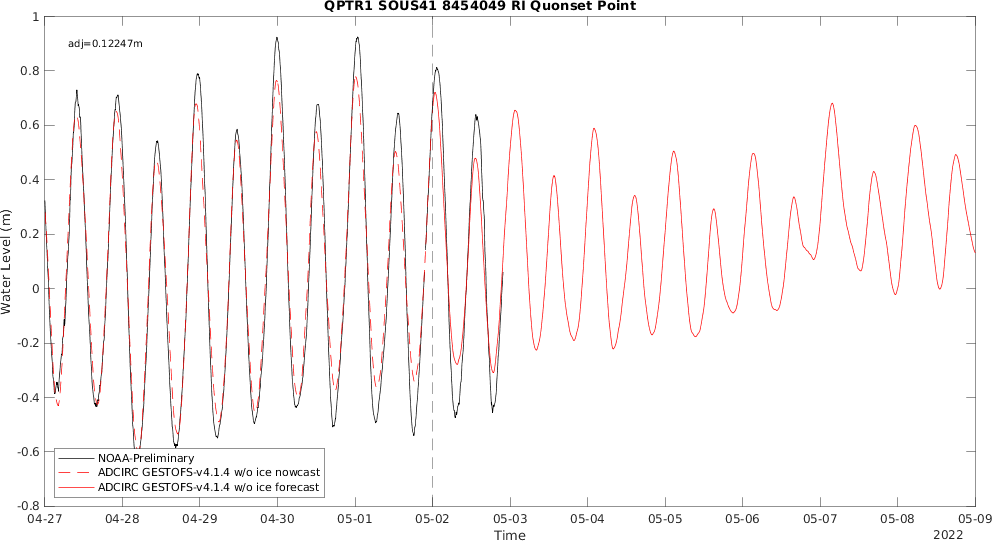 QPTR1 SOUS41 8454049 RI Quonset Point
adj=0.12247m
1
0.8
0.6
0.4
0.2
0
-0.2
-0.4
-0.6
-0.8
Water Level (m)
NOAA-Preliminary
ADCIRC GESTOFS-v4.1.4 w/o ice nowcast
ADCIRC GESTOFS-v4.1.4 w/o ice forecast
04-27 04-28 04-29 04-30 05-01 05-02 05-03 05-04 05-05 05-06 05-07 05-08 05-09
Time
2022